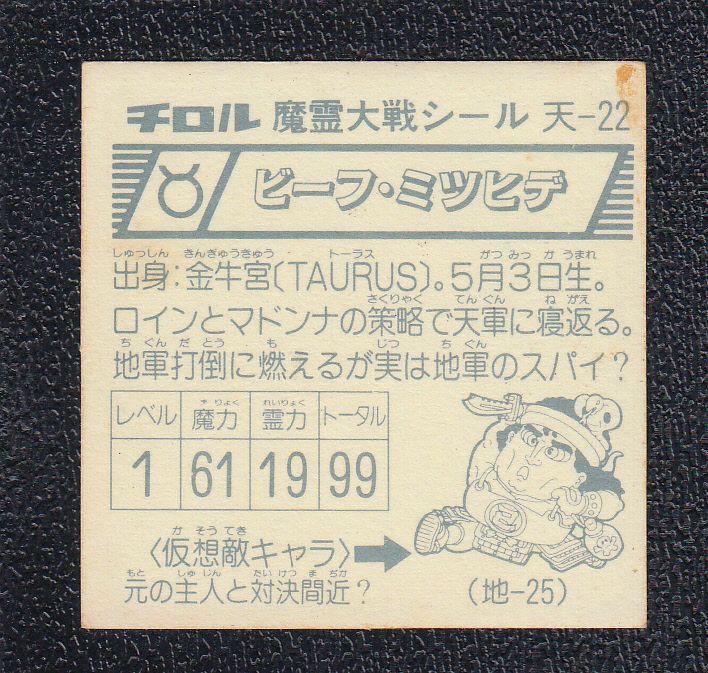 チロル 魔霊大戦シール 天-22
♉ ビーフ・ミツヒデ
しゅっしん きんぎゅうきゅう トーラス がつ みっ か うまれ
出身:金牛宮(TAURUS)。5月3日生。
さくりゃく てんぐん ねがえ
ロインとマドンナの策略で天軍に寝返る。
ちぐん だとう も じつ ちぐん
地軍打倒に燃えるが実は地軍のスパイ?
まりょく れいりょく
レベル 魔力 霊力 トータル
1 61 19 99
かそうてき
〈仮想敵キャラ〉
もと しゅじん たいけつ まぢか
元の主人と対決間近?
(地-25)